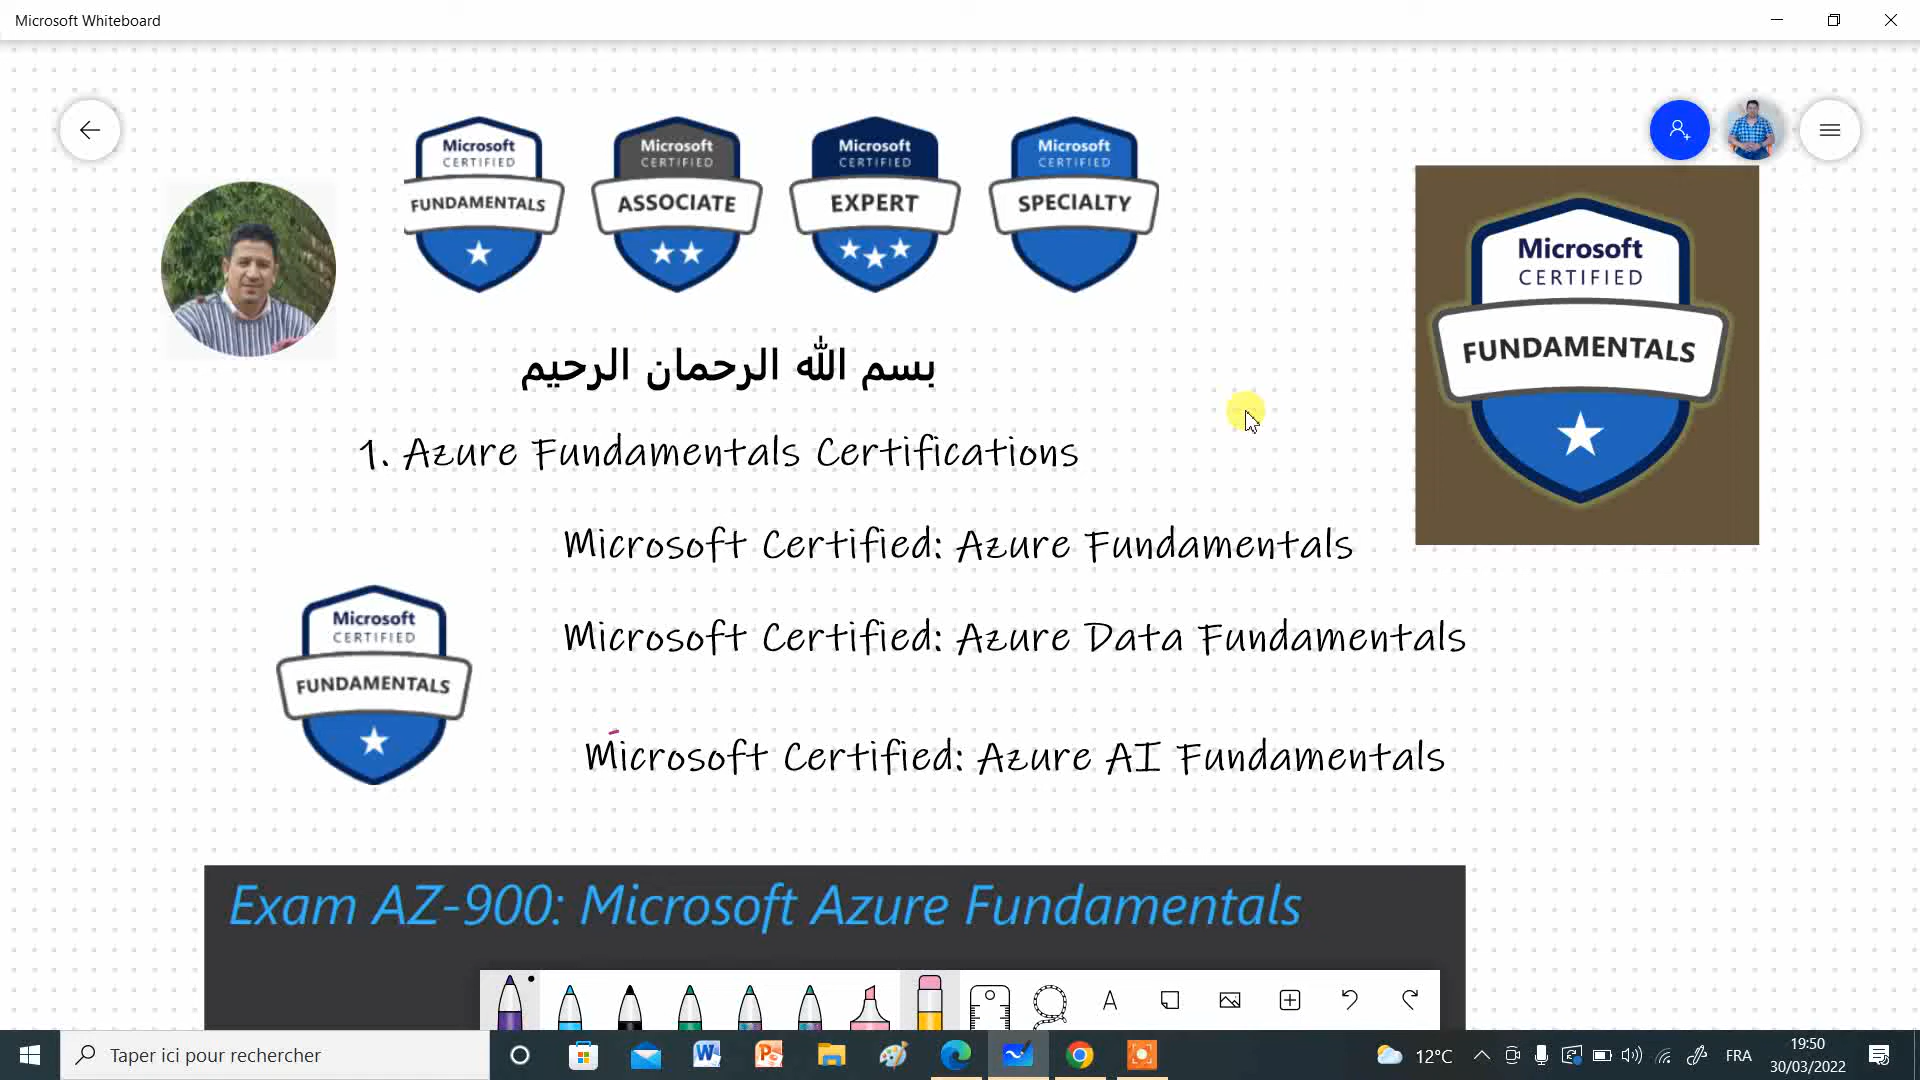 Microsoft Whiteboard
Microsoft
CERTIFIED
FUNDAMENTALS
Microsoft
CERTIFIED
ASSOCIATE
Microsoft
CERTIFIED
EXPERT
Microsoft
CERTIFIED
SPECIALTY
Microsoft
CERTIFIED
FUNDAMENTALS
بسم الله الرحمان الرحيم
1. Azure Fundamentals Certifications
Microsoft Certified: Azure Fundamentals
Microsoft Certified: Azure Data Fundamentals
Microsoft
CERTIFIED
FUNDAMENTALS
Microsoft Certified: Azure AI Fundamentals
Exam AZ-900: Microsoft Azure Fundamentals
Taper ici pour rechercher
12°C
FRA
19:50
30/03/2022